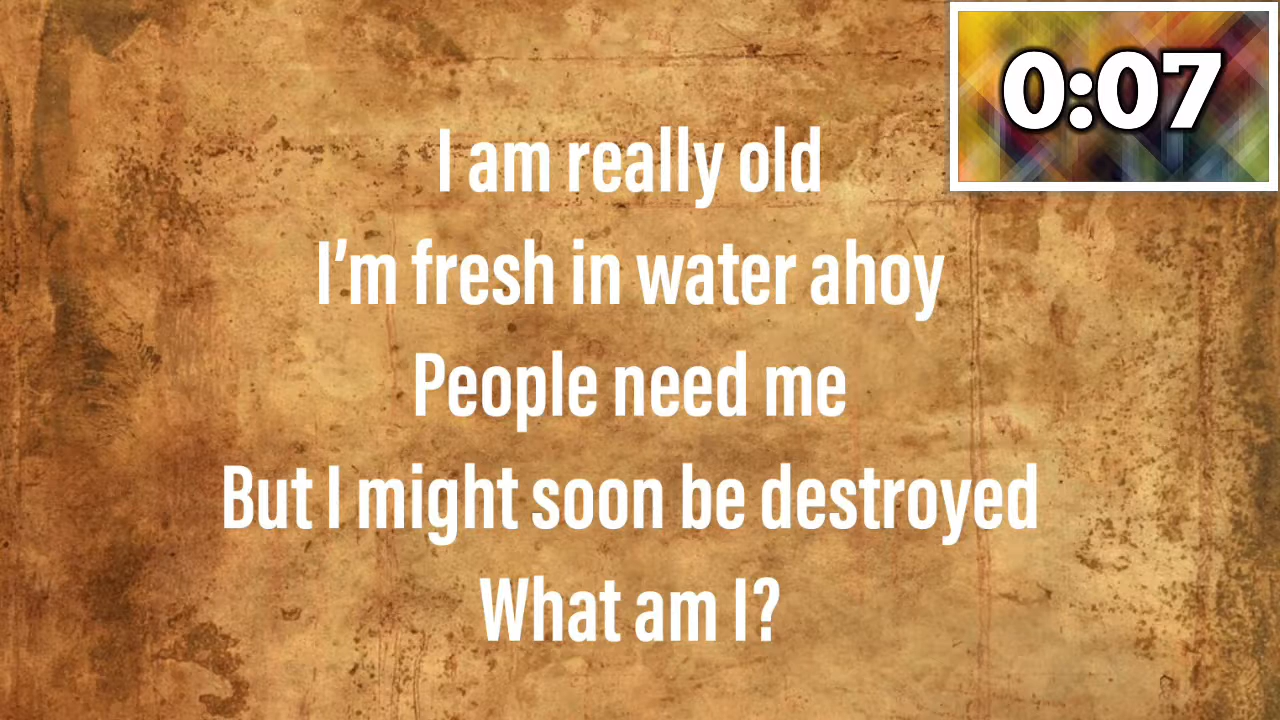 0:07
I am really old
I’m fresh in water ahoy
People need me
But I might soon be destroyed
What am I?